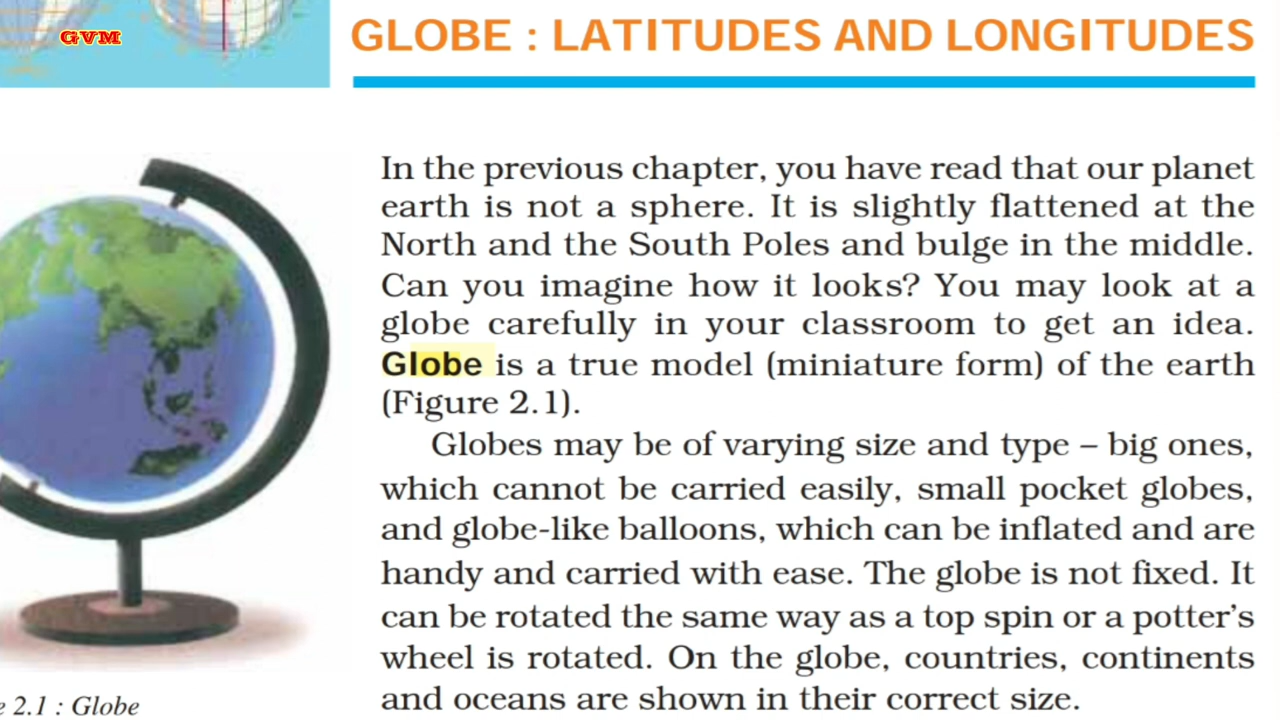 GVM
GLOBE : LATITUDES AND LONGITUDES
In the previous chapter, you have read that our planet
earth is not a sphere. It is slightly flattened at the
North and the South Poles and bulge in the middle.
Can you imagine how it looks? You may look at a
globe carefully in your classroom to get an idea.
Globe is a true model (miniature form) of the earth
(Figure 2.1).
Globes may be of varying size and type – big ones,
which cannot be carried easily, small pocket globes,
and globe-like balloons, which can be inflated and are
handy and carried with ease. The globe is not fixed. It
can be rotated the same way as a top spin or a potter's
wheel is rotated. On the globe, countries, continents
and oceans are shown in their correct size.
e 2.1 : Globe